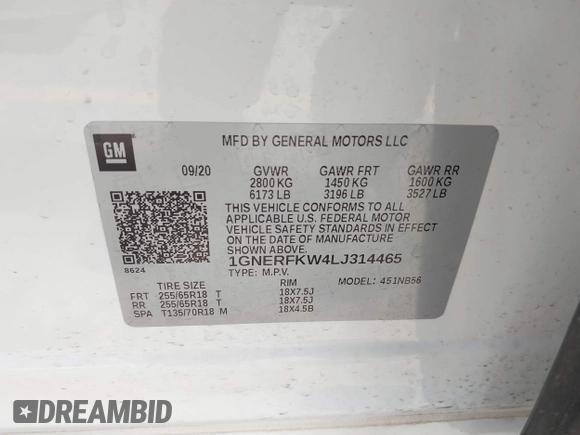 GM
MFD BY GENERAL MOTORS LLC
09/20 GVWR GAWR FRT GAWR RR
2800 KG 1450 KG 1600 KG
6173 LB 3196 LB 3527 LB
THIS VEHICLE CONFORMS TO ALL
APPLICABLE U.S. FEDERAL MOTOR
VEHICLE SAFETY STANDARDS IN EFFECT
ON THE DATE OF MANUFACTURE
SHOWN ABOVE.
1GNERFKW4LJ314465
8624
TYPE: M.P.V. MODEL: 451NB56
TIRE SIZE RIM
FRT 255/65R18 T 18X7.5J
RR 255/65R18 T 18X7.5J
SPA T135/70R18 M 18X4.5B
DREAMBID